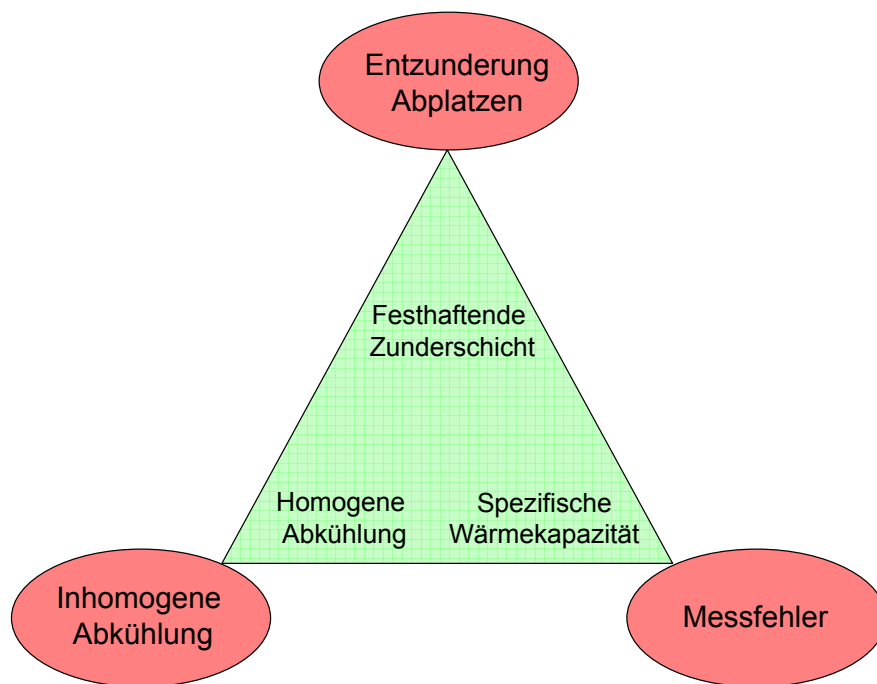 Entzunderung
Abplatzen
Festhaftende
Zunderschicht
Homogene
Abkühlung
Spezifische
Wärmekapazität
Inhomogene
Abkühlung
Messfehler